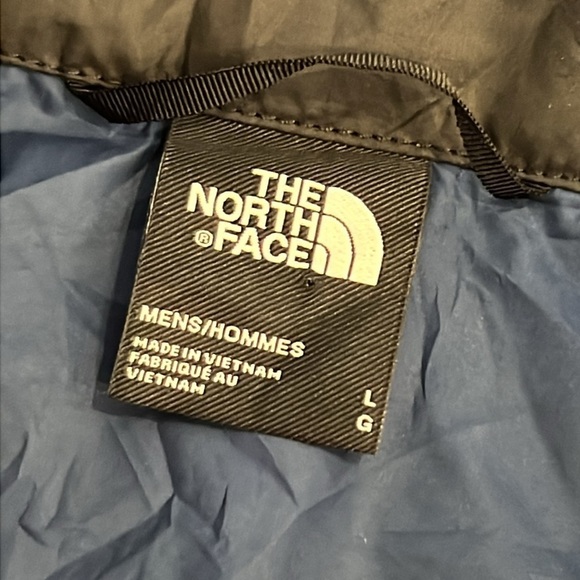 THE
NORTH
® FACE
MENS/HOMMES
MADE IN VIETNAM
FABRIQUÉ AU
VIETNAM
L
G